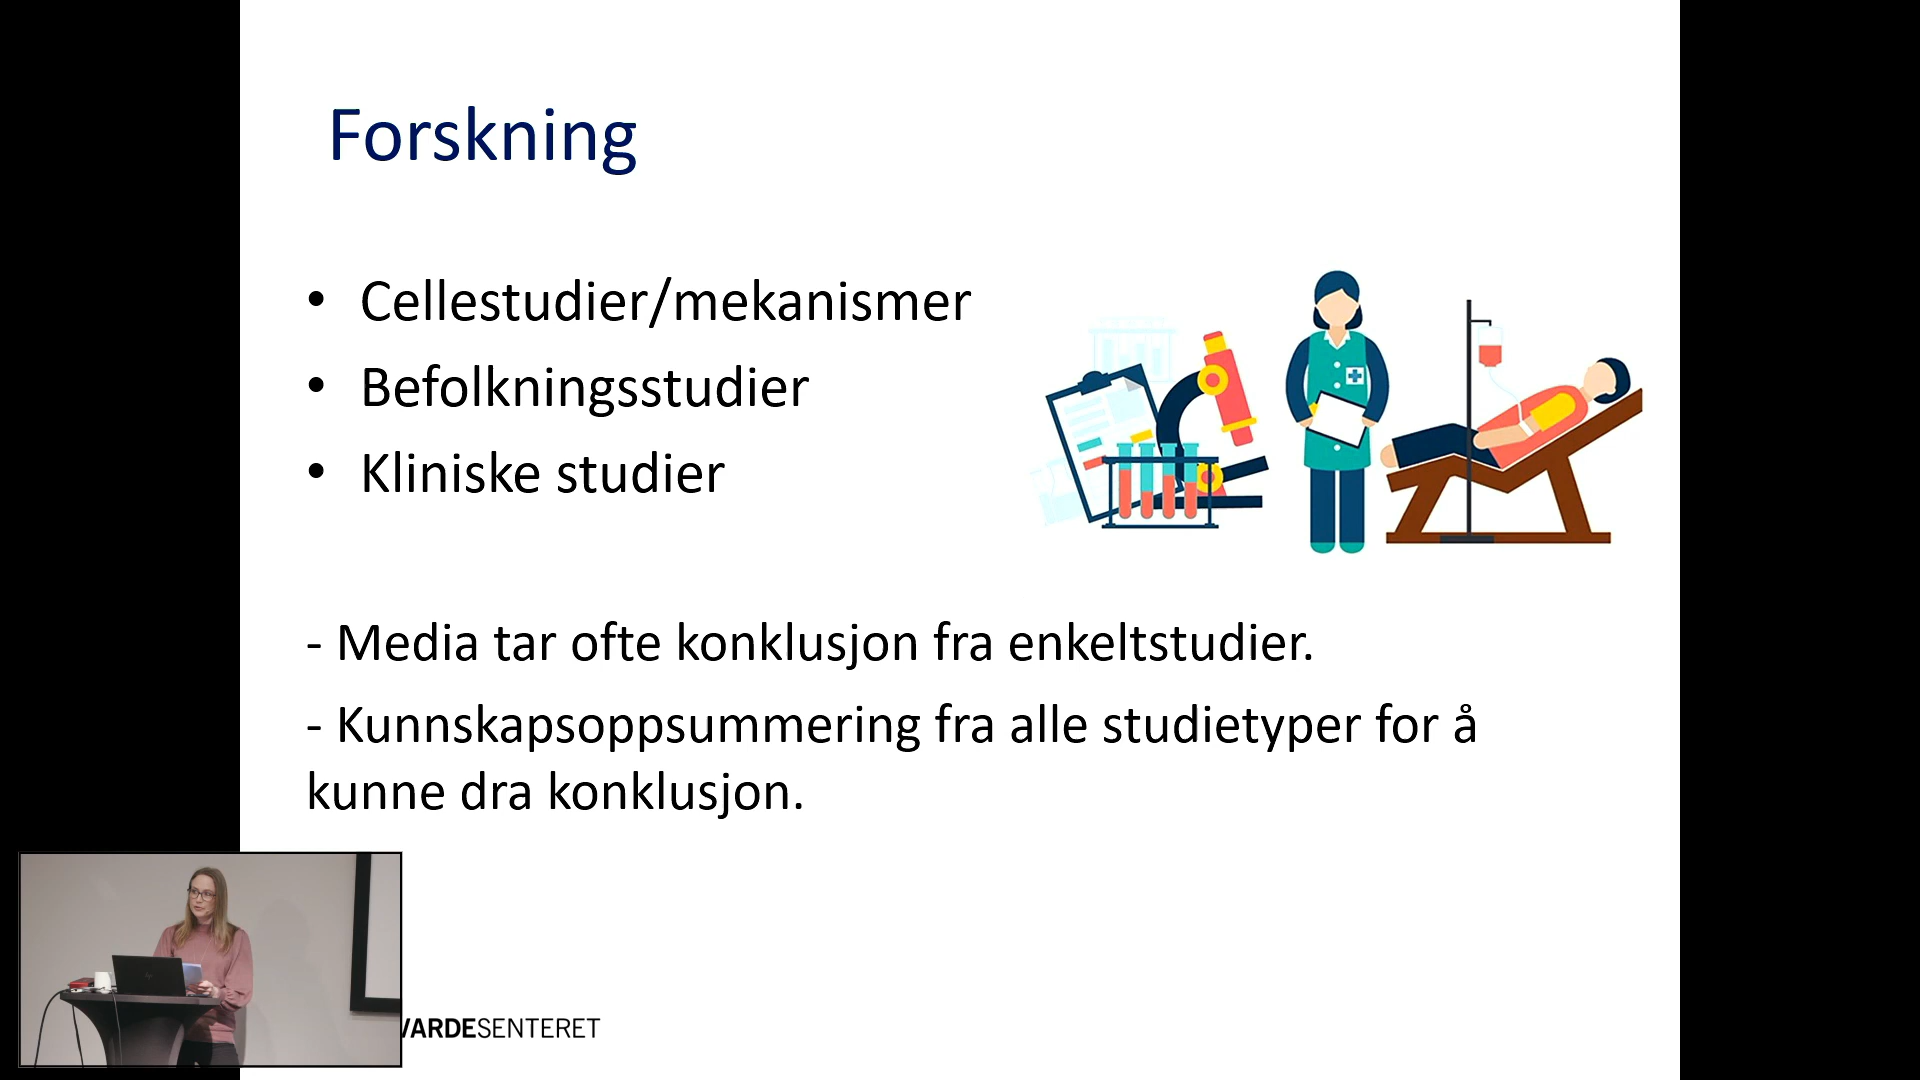 Forskning
• Cellestudier/mekanismer
• Befolkningsstudier
• Kliniske studier
- Media tar ofte konklusjon fra enkeltstudier.
- Kunnskapsoppsummering fra alle studietyper for å
kunne dra konklusjon.
VARDESENTERET